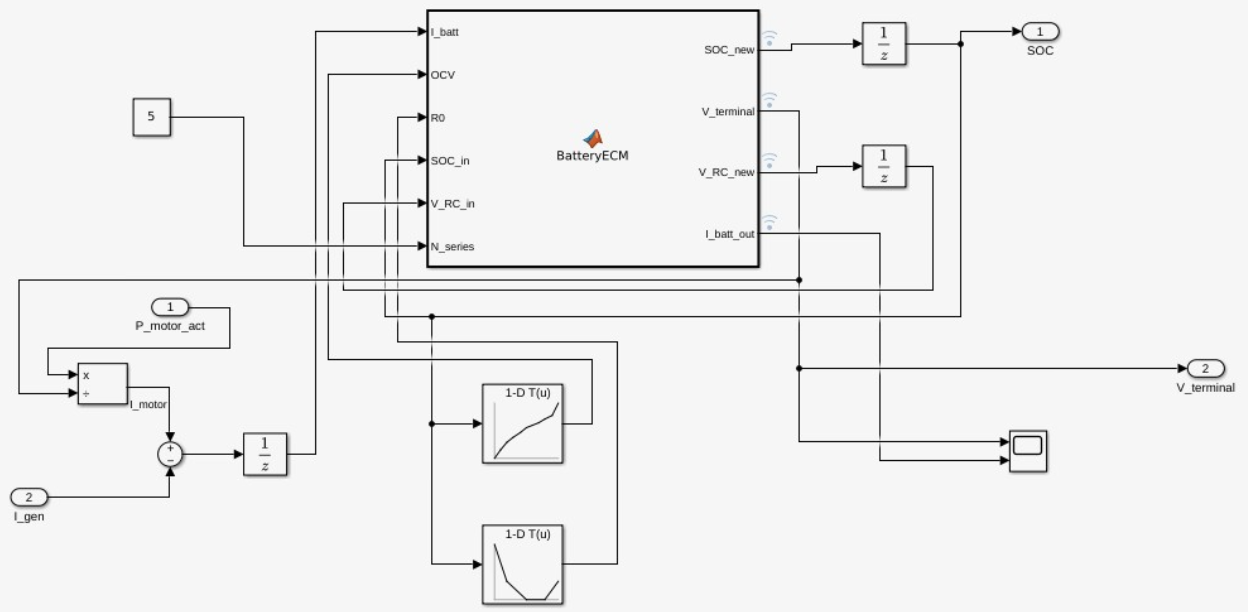 I_batt
OCV
R0
SOC_in
V_RC_in
N_series
BatteryECM
SOC_new
V_terminal
V_RC_new
I_batt_out
1
z
1
SOC
1
z
5
1
P_motor_act
x
÷
I_motor
+
−
1
z
2
I_gen
1-D T(u)
1-D T(u)
2
V_terminal